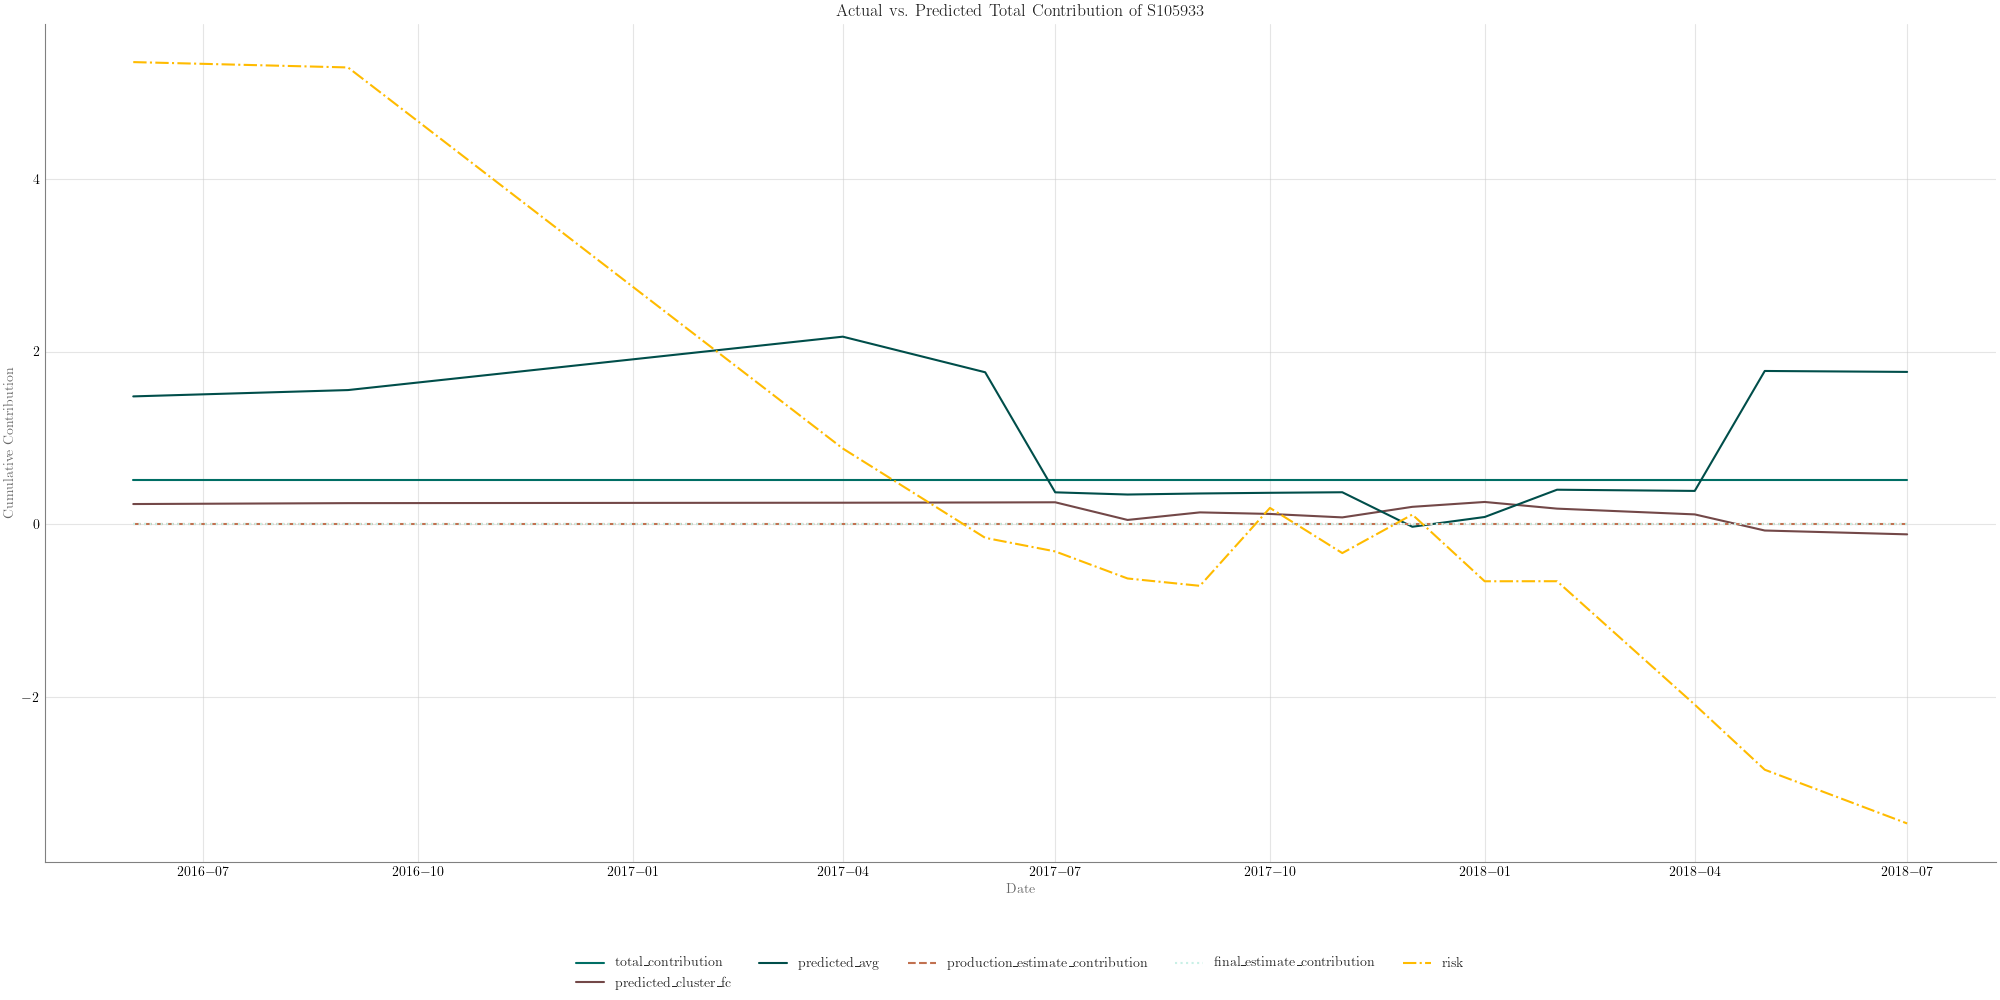 Actual vs. Predicted Total Contribution of S105933
Cumulative Contribution
4
2
0
−2
2016−07 2016−10 2017−01 2017−04 2017−07 2017−10 2018−01 2018−04 2018−07
Date
total_contribution predicted_avg production_estimate_contribution final_estimate_contribution risk
predicted_cluster_fc